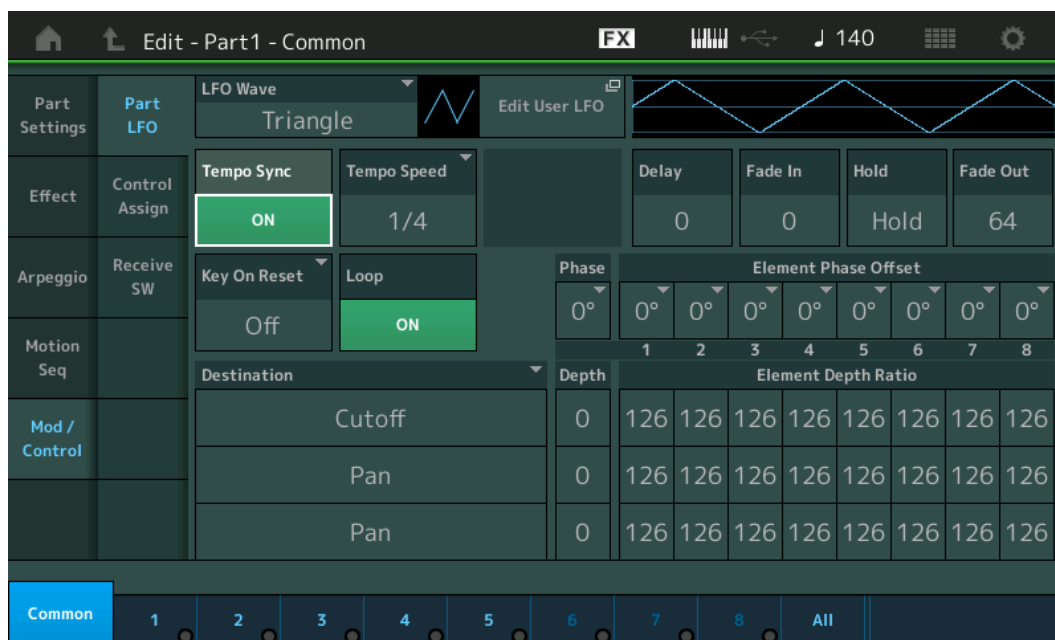 Edit - Part1 - Common FX ♩ 140
Part Settings
Effect
Arpeggio
Motion Seq
Mod / Control
Part LFO
Control Assign
Receive SW
LFO Wave
Triangle
Edit User LFO
Tempo Sync
ON
Tempo Speed
1/4
Delay
0
Fade In
0
Hold
Hold
Fade Out
64
Key On Reset
Off
Loop
ON
Phase Element Phase Offset
0° 0° 0° 0° 0° 0° 0° 0° 0°
1 2 3 4 5 6 7 8
Destination Depth Element Depth Ratio
Cutoff 0 126 126 126 126 126 126 126 126
Pan 0 126 126 126 126 126 126 126 126
Pan 0 126 126 126 126 126 126 126 126
Common 1 2 3 4 5 6 7 8 All